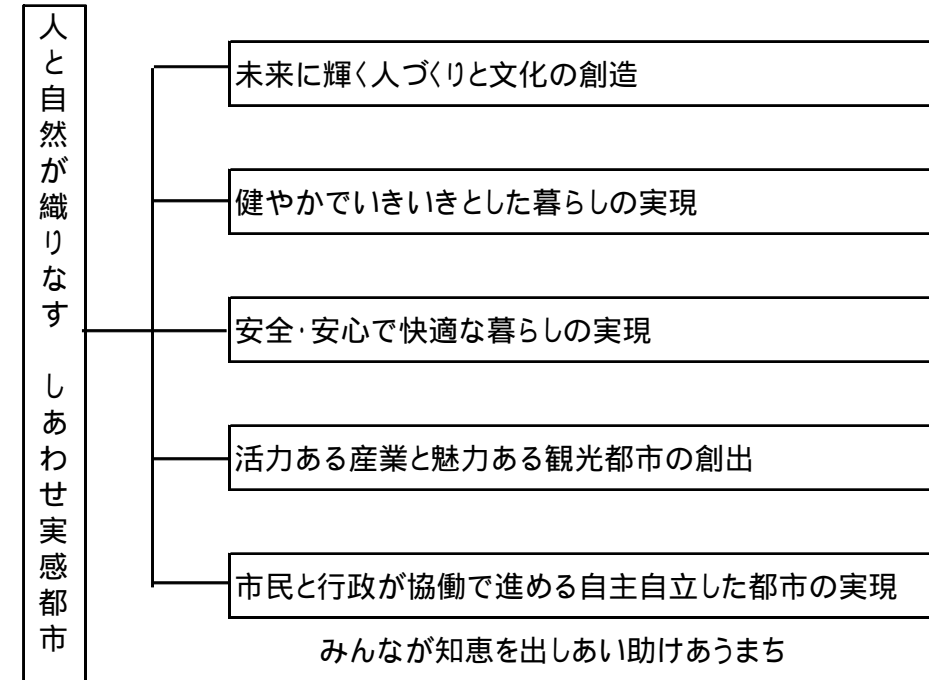 人と自然が織りなす　しあわせ実感都市
未来に輝く人づくりと文化の創造
健やかでいきいきとした暮らしの実現
安全・安心で快適な暮らしの実現
活力ある産業と魅力ある観光都市の創出
市民と行政が協働で進める自主自立した都市の実現
みんなが知恵を出しあい助けあうまち